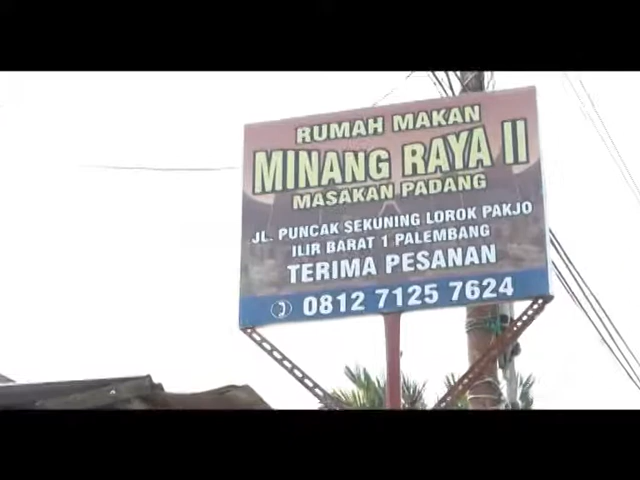 RUMAH MAKAN
MINANG RAYA II
MASAKAN PADANG
JL. PUNCAK SEKUNING LOROK PAKJO
ILIR BARAT 1 PALEMBANG
TERIMA PESANAN
0812 7125 7624